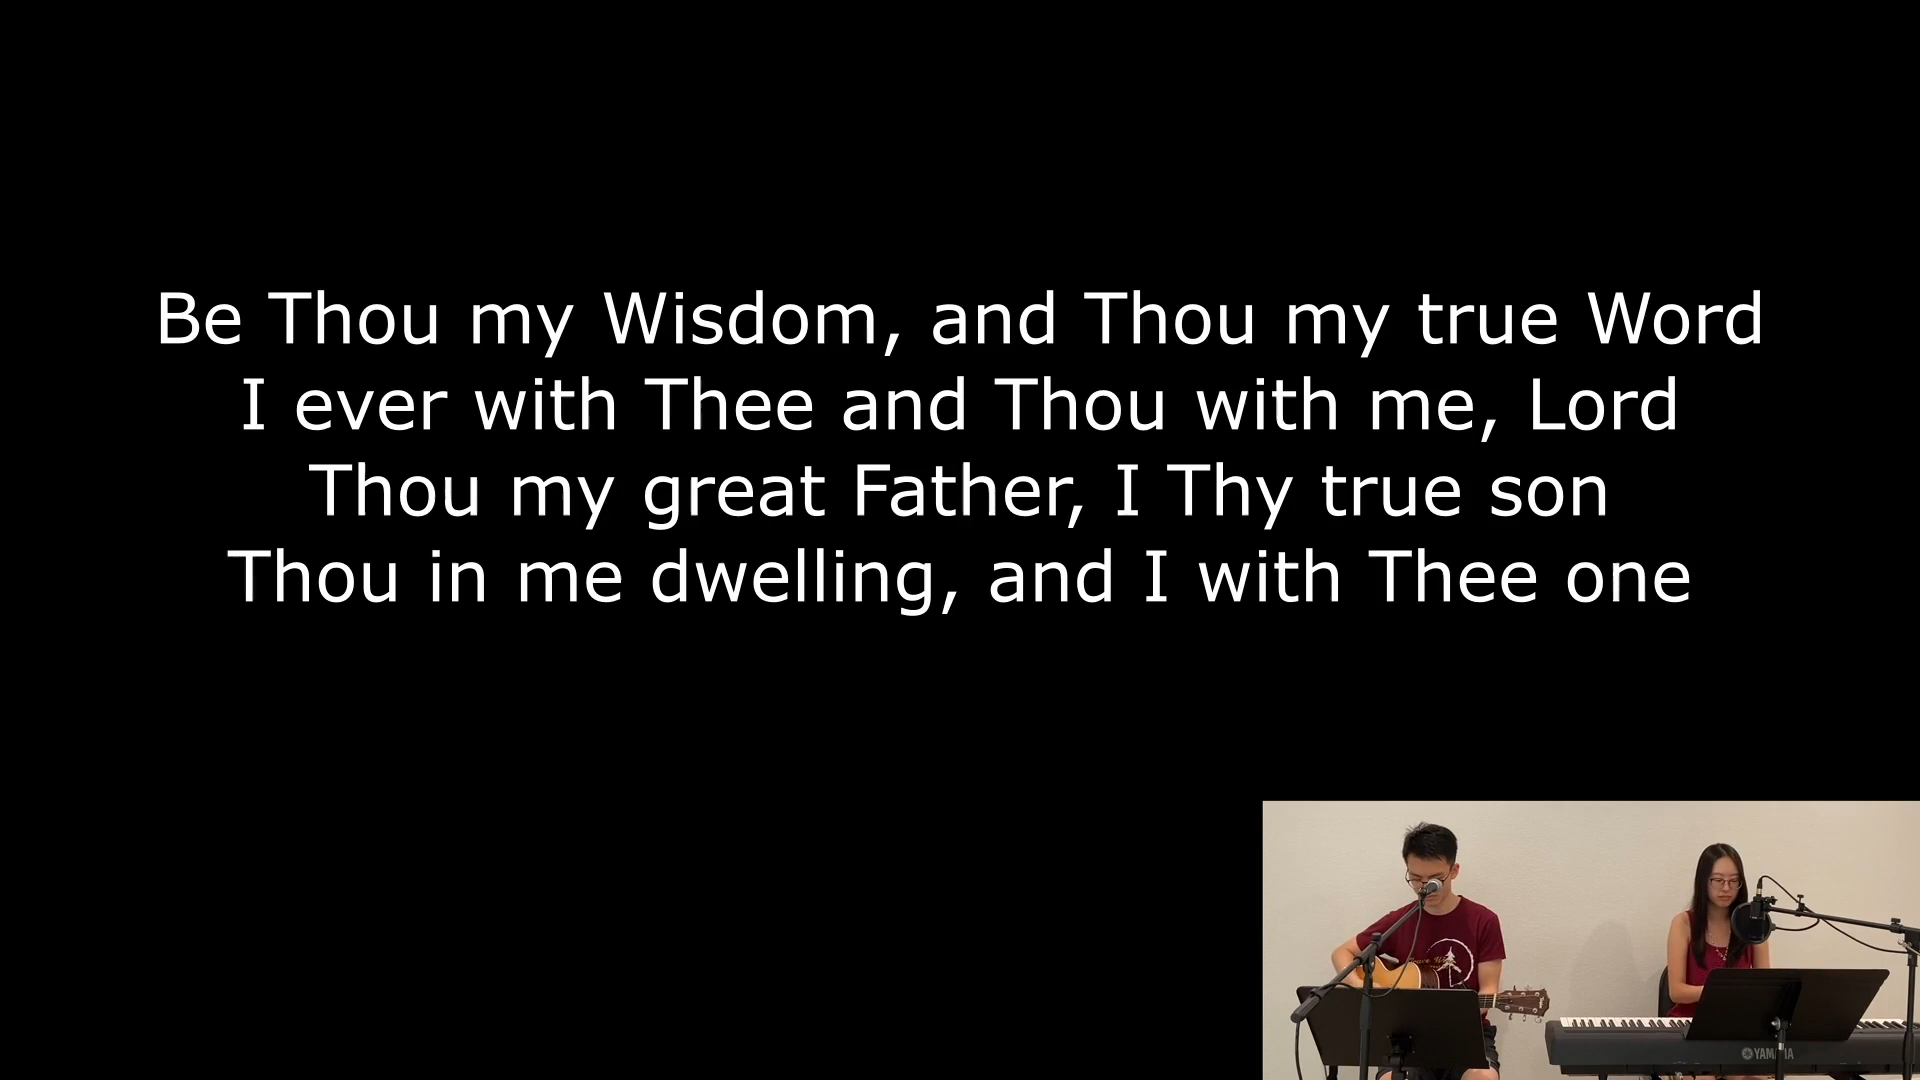 Be Thou my Wisdom, and Thou my true Word
I ever with Thee and Thou with me, Lord
Thou my great Father, I Thy true son
Thou in me dwelling, and I with Thee one
YAMAHA